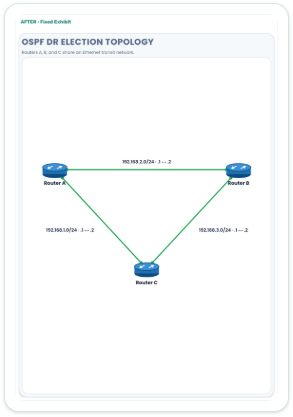 AFTER - Fixed Exhibit
OSPF DR ELECTION TOPOLOGY
Routers A, B, and C share an Ethernet transit network.
192.168.2.0/24 · .1 -- .2
Router A
Router B
192.168.1.0/24 · .1 -- .2
192.168.3.0/24 · .1 -- .2
Router C